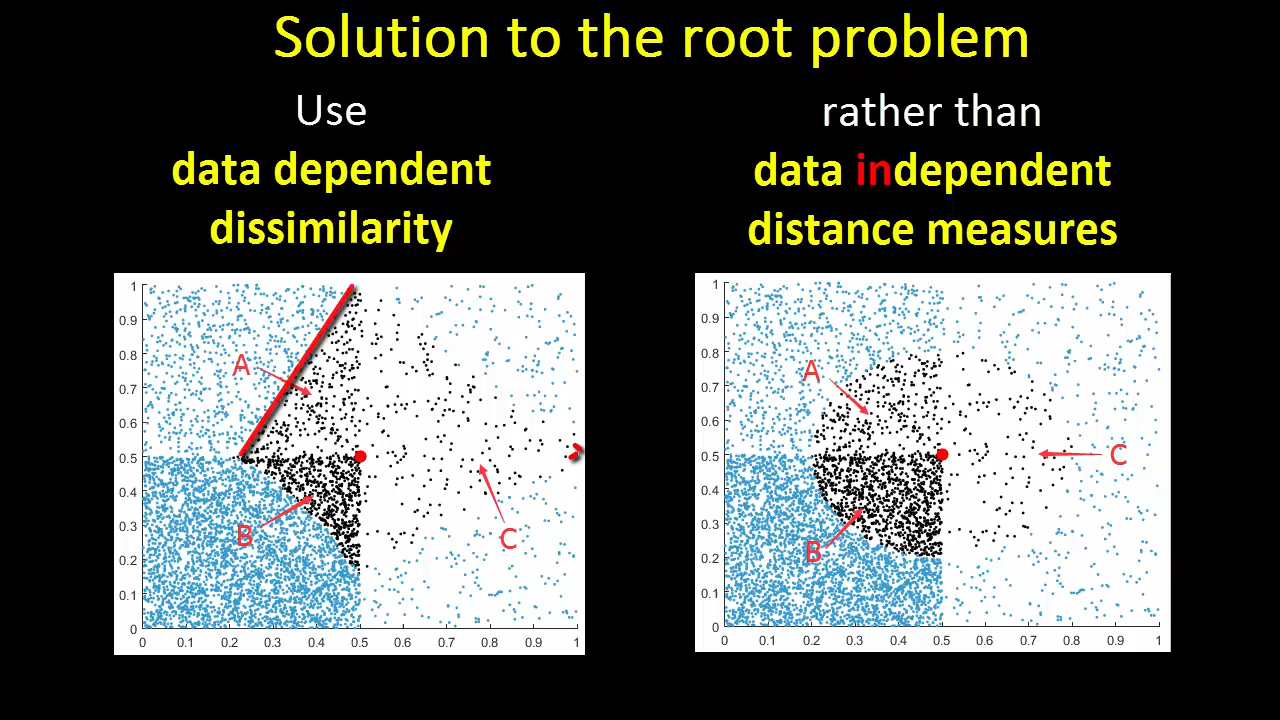 Solution to the root problem
Use
data dependent
dissimilarity
rather than
data independent
distance measures
1
0.9
0.8
0.7
0.6
0.5
0.4
0.3
0.2
0.1
0
0 0.1 0.2 0.3 0.4 0.5 0.6 0.7 0.8 0.9 1
A
B
C
1
0.9
0.8
0.7
0.6
0.5
0.4
0.3
0.2
0.1
0
0 0.1 0.2 0.3 0.4 0.5 0.6 0.7 0.8 0.9 1
A
C
B